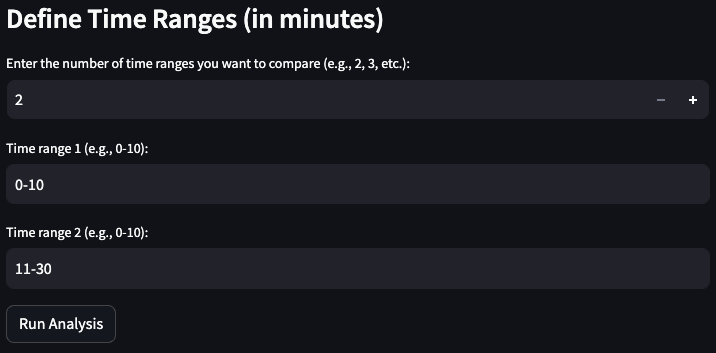 Define Time Ranges (in minutes)
Enter the number of time ranges you want to compare (e.g., 2, 3, etc.):
2
Time range 1 (e.g., 0-10):
0-10
Time range 2 (e.g., 0-10):
11-30
Run Analysis